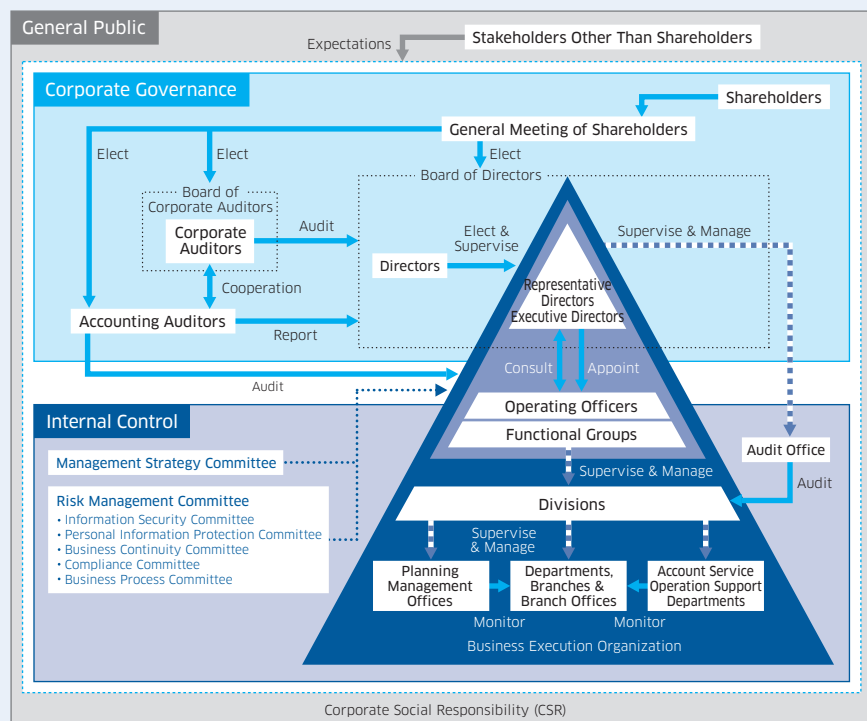 General Public
Stakeholders Other Than Shareholders
Expectations
Corporate Governance
Shareholders
General Meeting of Shareholders
Elect
Elect
Elect
Board of Directors
Board of
Corporate Auditors
Corporate
Auditors
Audit
Elect &
Supervise
Supervise & Manage
Directors
Cooperation
Representative
Directors
Executive Directors
Accounting Auditors
Report
Consult
Appoint
Audit
Internal Control
Operating Officers
Functional Groups
Audit Office
Management Strategy Committee
Supervise & Manage
Audit
Risk Management Committee
• Information Security Committee
• Personal Information Protection Committee
• Business Continuity Committee
• Compliance Committee
• Business Process Committee
Divisions
Supervise
& Manage
Planning
Management
Offices
Departments,
Branches &
Branch Offices
Account Service
Operation Support
Departments
Monitor
Monitor
Business Execution Organization
Corporate Social Responsibility (CSR)